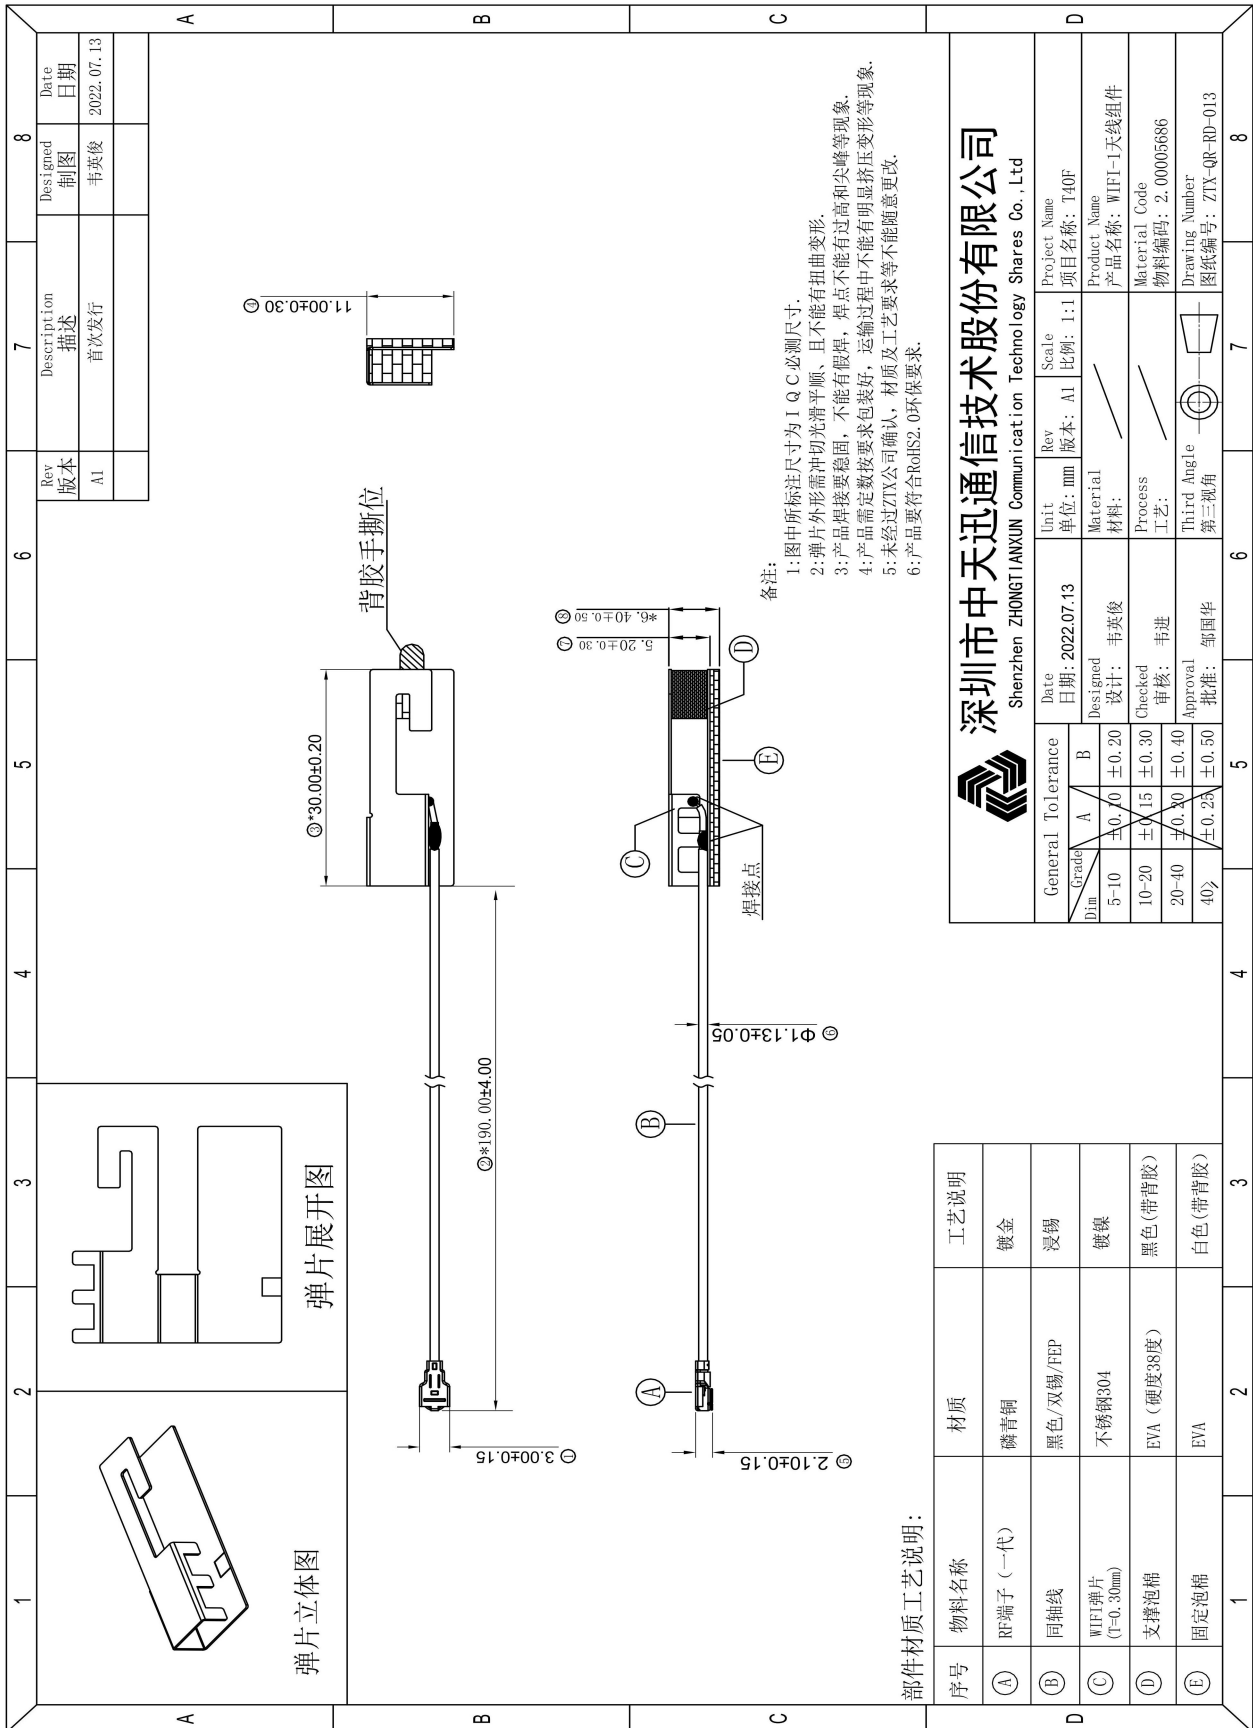 1 2 3 4 5 6 7 8
A
B
C
D
Rev Description Designed Date
版本 描述 制图 日期
A1 首次发行 韦英俊 2022.07.13
弹片立体图
弹片展开图
背胶手撕位
③*30.00±0.20
④ 11.00±0.30
②*190.00±4.00
① 3.00±0.15
A
B
C
D
E
焊接点
⑦ 5.20±0.30
⑧ *6.40±0.50
⑥ Φ1.13±0.05
⑤ 2.10±0.15
备注:
1:图中所标注尺寸为ＩＱＣ必测尺寸.
2:弹片外形需冲切光滑平顺、且不能有扭曲变形.
3:产品焊接要稳固, 不能有假焊, 焊点不能有过高和尖峰等现象.
4:产品需定数按要求包装好, 运输过程中不能有明显挤压变形等现象.
5:未经过ZTX公司确认, 材质及工艺要求等不能随意更改.
6:产品要符合RoHS2.0环保要求.
部件材质工艺说明:
序号 物料名称 材质 工艺说明
A RF端子（一代） 磷青铜 镀金
B 同轴线 黑色/双锡/FEP 浸锡
C WIFI弹片 不锈钢304 镀镍
(T=0.30mm)
D 支撑泡棉 EVA（硬度38度） 黑色(带背胶)
E 固定泡棉 EVA 白色(带背胶)
深圳市中天迅通信技术股份有限公司
Shenzhen ZHONGTIANXUN Communication Technology Shares Co.,Ltd
General Tolerance
Grade A B
Dim
5-10 ±0.10 ±0.20
10-20 ±0.15 ±0.30
20-40 ±0.20 ±0.40
40≥ ±0.25 ±0.50
Date
日期: 2022.07.13
Designed
设计: 韦英俊
Checked
审核: 韦进
Approval
批准: 邹国华
Unit
单位: mm
Rev
版本: A1
Scale
比例: 1:1
Material
材料:
Process
工艺:
Third Angle
第三视角
Project Name
项目名称: T40F
Product Name
产品名称: WIFI-1天线组件
Material Code
物料编码: 2.00005686
Drawing Number
图纸编号: ZTX-QR-RD-013
A
B
C
D
1 2 3 4 5 6 7 8